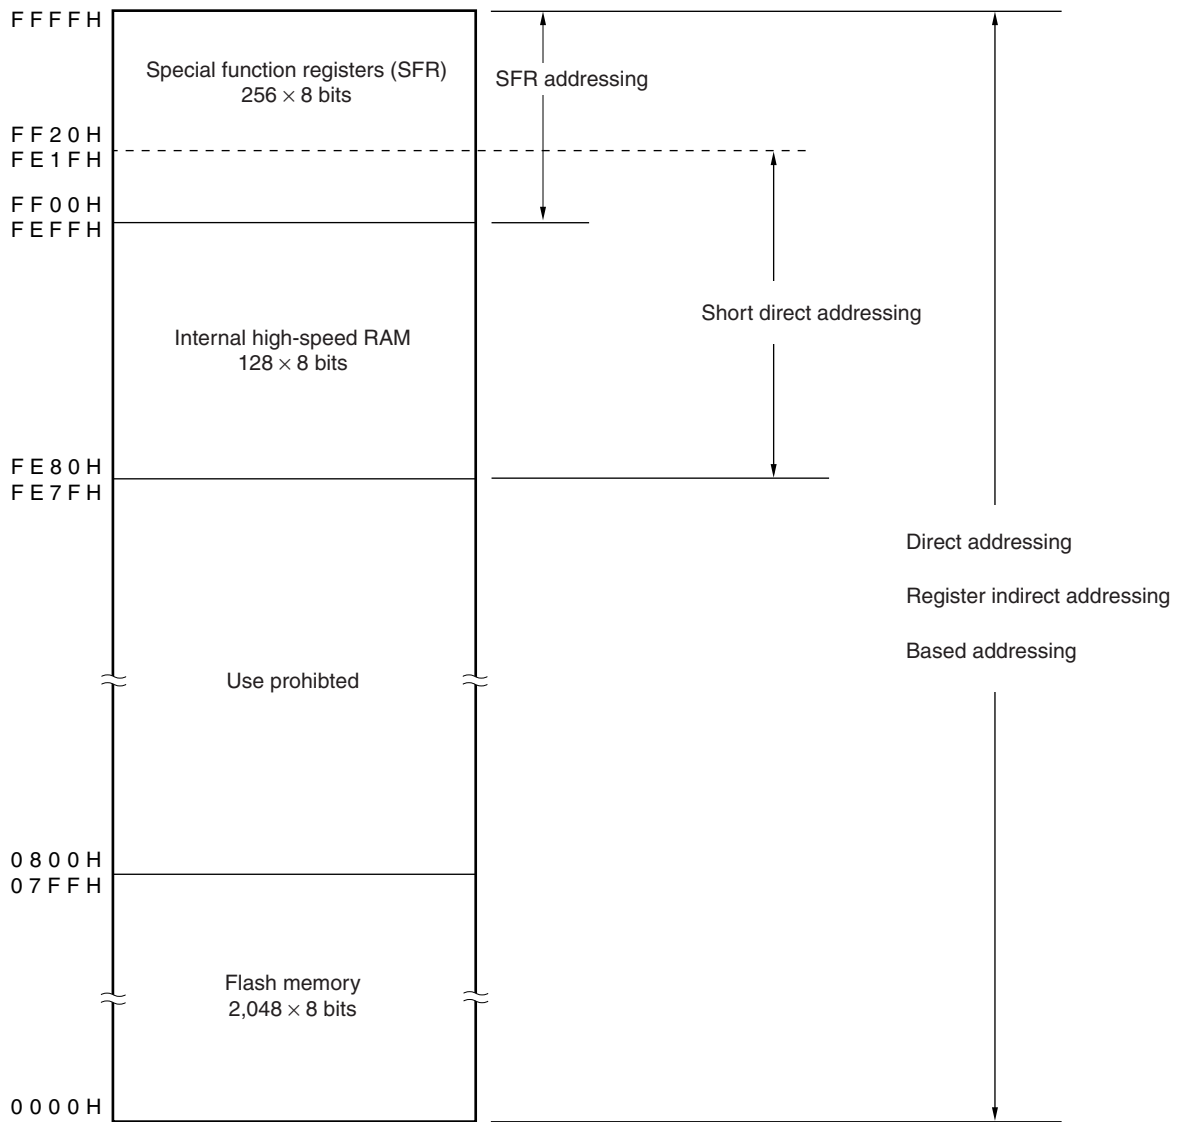 FFFFH
Special function registers (SFR)
256 × 8 bits
SFR addressing
FF20H
FE1FH
FF00H
FEFFH
Short direct addressing
Internal high-speed RAM
128 × 8 bits
FE80H
FE7FH
Direct addressing
Register indirect addressing
Based addressing
Use prohibted
0800H
07FFH
Flash memory
2,048 × 8 bits
0000H